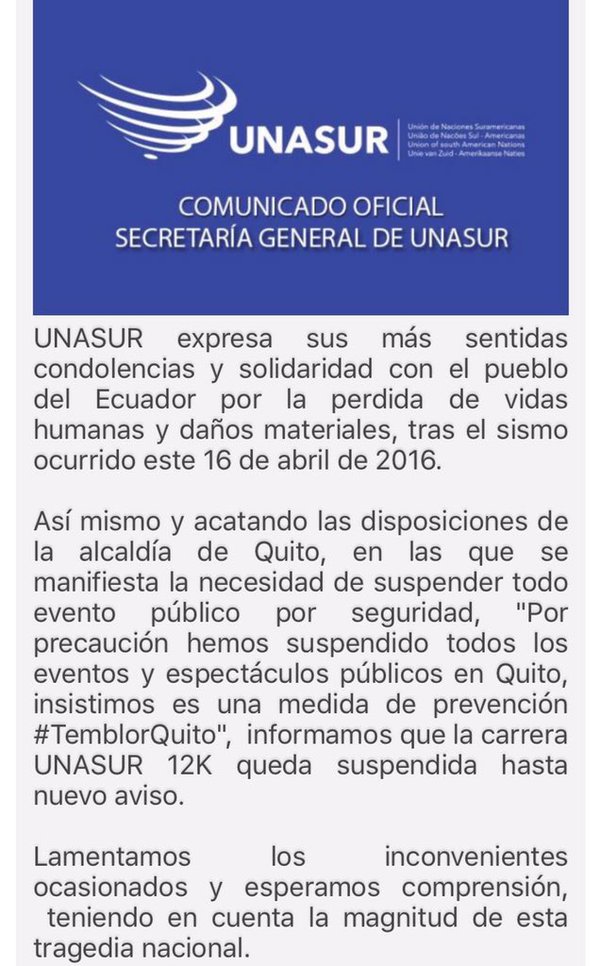 UNASUR
Unión de Naciones Suramericanas
União de Nações Sul - Americanas
Union of south American Nations
Unie van Zuid - Amerikaanse Naties
COMUNICADO OFICIAL
SECRETARÍA GENERAL DE UNASUR
UNASUR expresa sus más sentidas
condolencias y solidaridad con el pueblo
del Ecuador por la perdida de vidas
humanas y daños materiales, tras el sismo
ocurrido este 16 de abril de 2016.
Así mismo y acatando las disposiciones de
la alcaldía de Quito, en las que se
manifiesta la necesidad de suspender todo
evento público por seguridad, "Por
precaución hemos suspendido todos los
eventos y espectáculos públicos en Quito,
insistimos es una medida de prevención
#TemblorQuito", informamos que la carrera
UNASUR 12K queda suspendida hasta
nuevo aviso.
Lamentamos los inconvenientes
ocasionados y esperamos comprensión,
teniendo en cuenta la magnitud de esta
tragedia nacional.